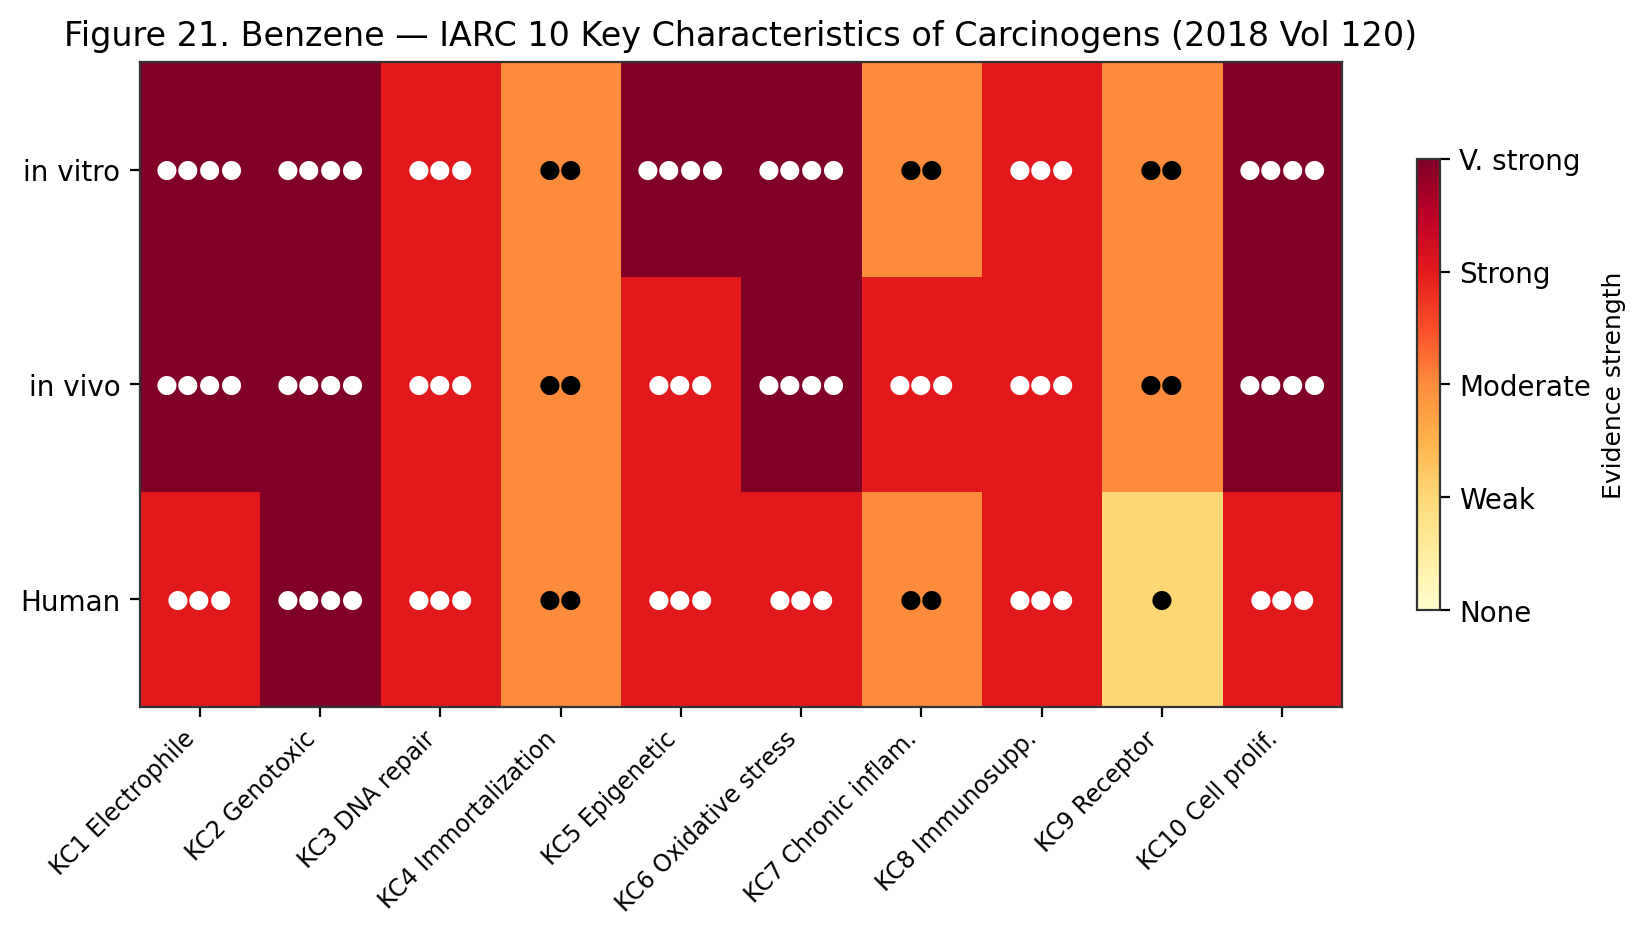 Figure 21. Benzene — IARC 10 Key Characteristics of Carcinogens (2018 Vol 120)
in vitro
in vivo
Human
KC1 Electrophile
KC2 Genotoxic
KC3 DNA repair
KC4 Immortalization
KC5 Epigenetic
KC6 Oxidative stress
KC7 Chronic inflam.
KC8 Immunosupp.
KC9 Receptor
KC10 Cell prolif.
V. strong
Strong
Moderate
Weak
None
Evidence strength